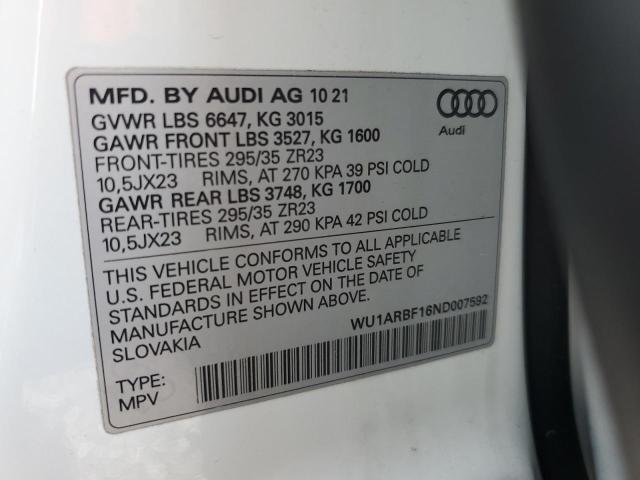 MFD. BY AUDI AG 10 21
Audi
GVWR LBS 6647, KG 3015
GAWR FRONT LBS 3527, KG 1600
FRONT-TIRES 295/35 ZR23
10,5JX23 RIMS, AT 270 KPA 39 PSI COLD
GAWR REAR LBS 3748, KG 1700
REAR-TIRES 295/35 ZR23
10,5JX23 RIMS, AT 290 KPA 42 PSI COLD
THIS VEHICLE CONFORMS TO ALL APPLICABLE
U.S. FEDERAL MOTOR VEHICLE SAFETY
STANDARDS IN EFFECT ON THE DATE OF
MANUFACTURE SHOWN ABOVE.
SLOVAKIA
WU1ARBF16ND007592
TYPE:
MPV